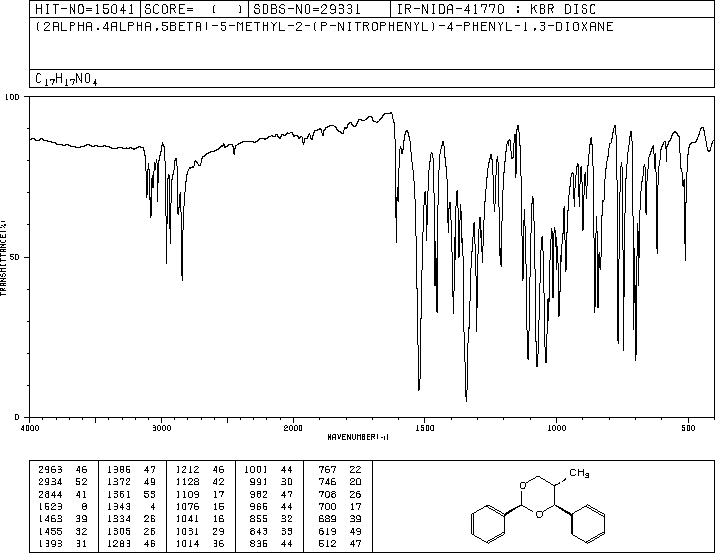 HIT-NO=15041 SCORE= ( ) SDBS-NO=29331 IR-NIDA-41770 : KBR DISC
(2ALPHA,4ALPHA,5BETA)-5-METHYL-2-(P-NITROPHENYL)-4-PHENYL-1,3-DIOXANE
C17H17NO4
100
50
0
TRANSMITTANCE(%)
4000 3000 2000 1500 1000 500
WAVENUMBER(-1)
2963 46 1386 47 1212 46 1001 44 767 22
2934 52 1372 49 1128 42 991 30 746 20
2844 41 1361 55 1109 17 982 47 708 26
1523 8 1343 4 1076 15 966 44 700 17
1463 39 1334 26 1041 16 855 32 689 39
1455 32 1305 26 1031 29 843 33 619 49
1393 31 1283 46 1014 36 836 44 512 47
CH3
O
O